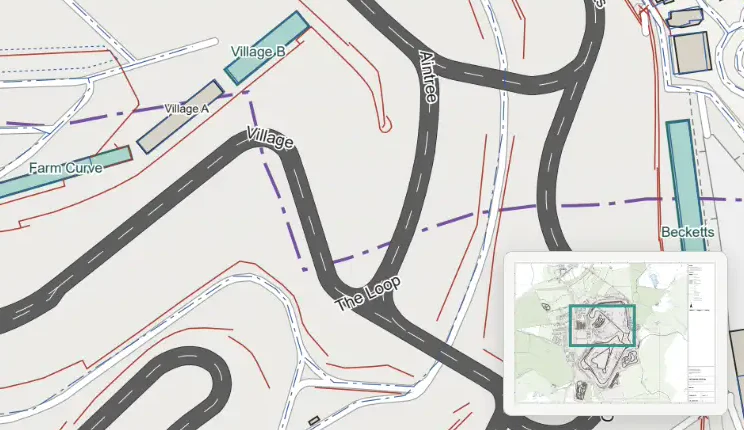 Village B
Aintree
Village A
Village
Farm Curve
Becketts
The Loop